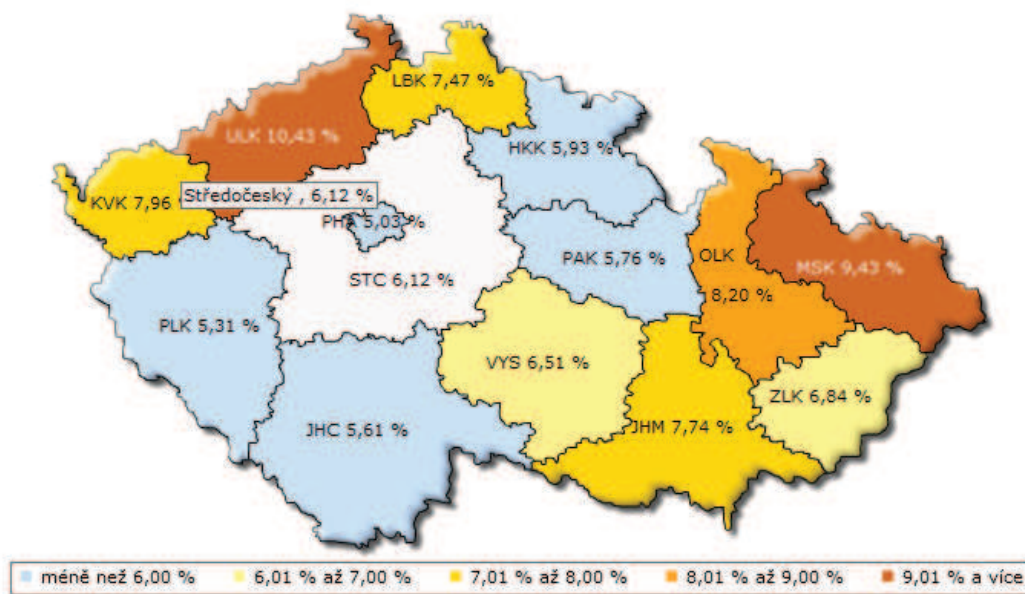 LBK 7,47 %
ULK 10,43 %
HKK 5,93 %
KVK 7,96
Středočeský , 6,12 %
PHA 5,03 %
OLK
8,20 %
PAK 5,76 %
MSK 9,43 %
STC 6,12 %
PLK 5,31 %
VYS 6,51 %
ZLK 6,84 %
JHC 5,61 %
JHM 7,74 %
méně než 6,00 % 6,01 % až 7,00 % 7,01 % až 8,00 % 8,01 % až 9,00 % 9,01 % a více